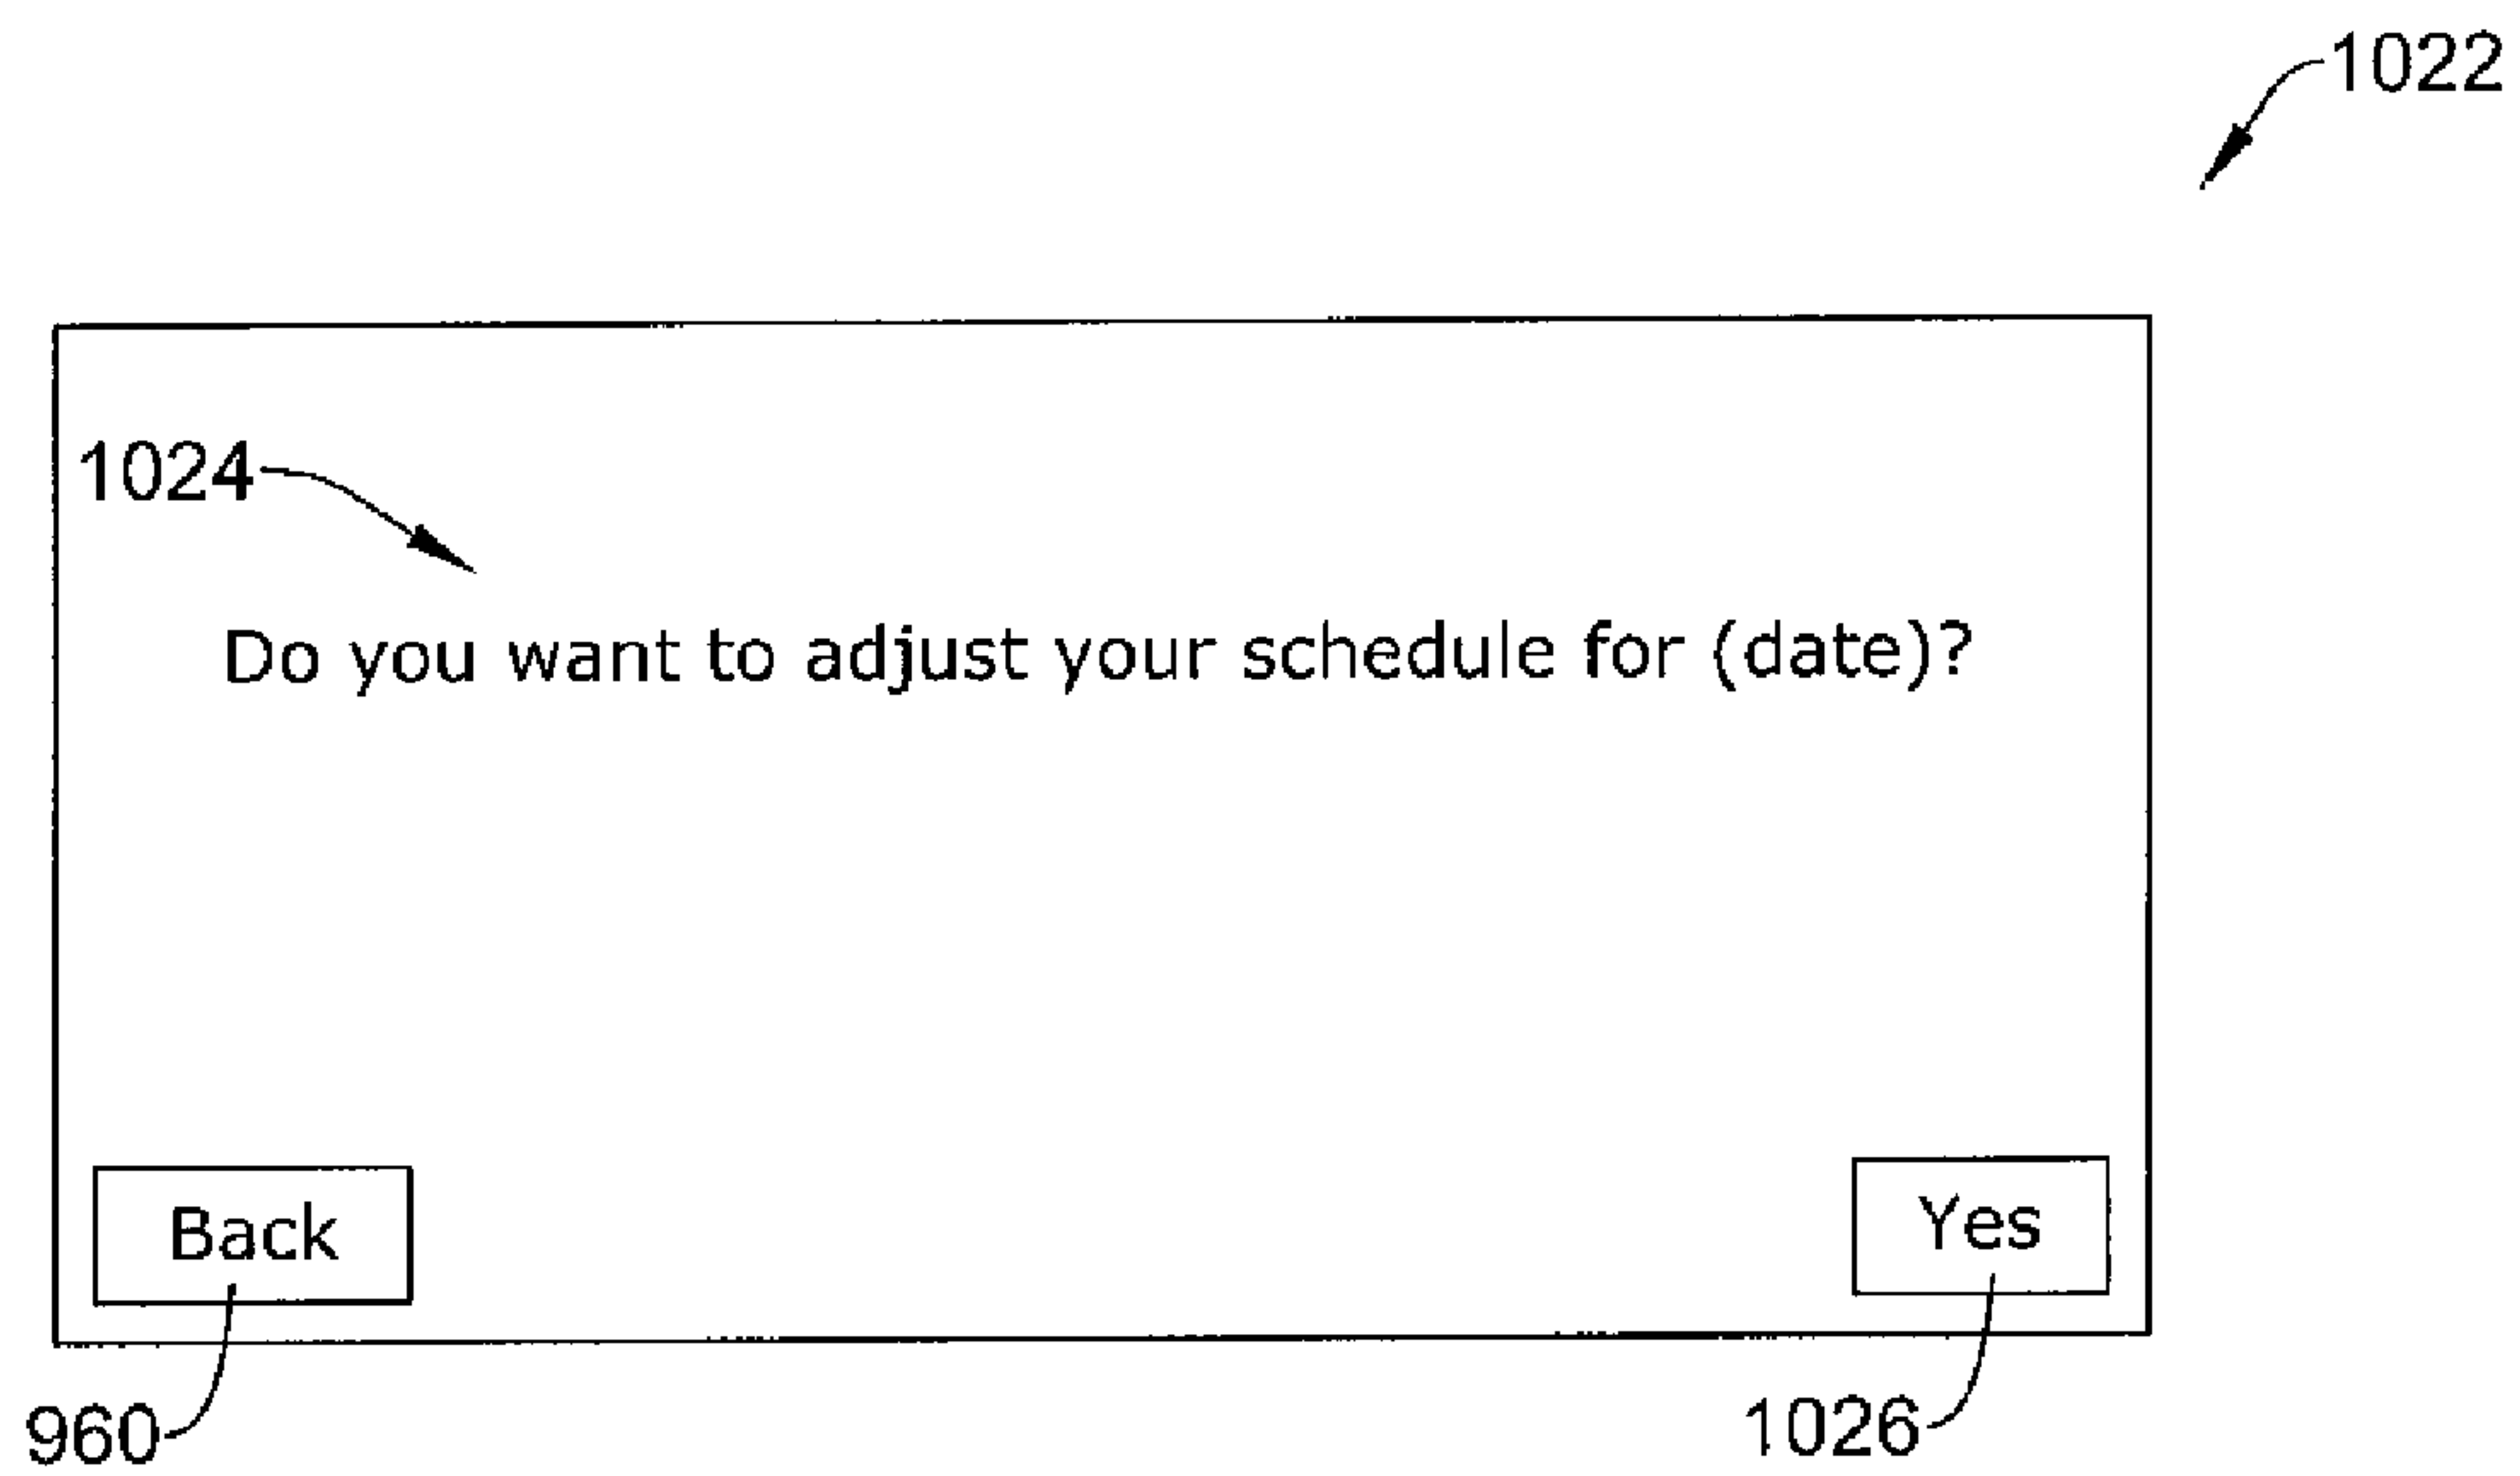 1022
1024
Do you want to adjust your schedule for (date)?
Back
Yes
960
1026